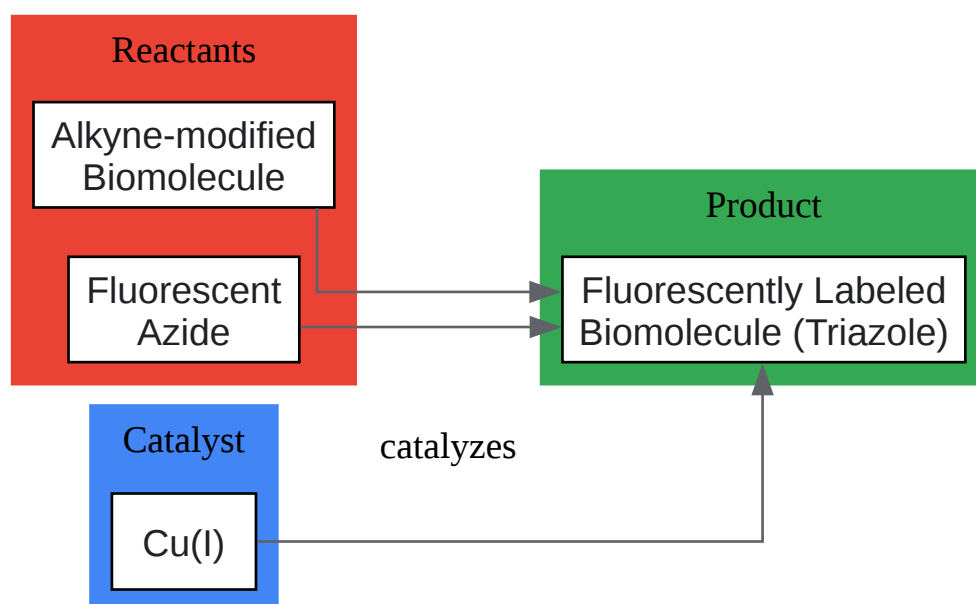 Reactants
Alkyne-modified
Biomolecule
Fluorescent
Azide
Product
Fluorescently Labeled
Biomolecule (Triazole)
Catalyst
Cu(I)
catalyzes